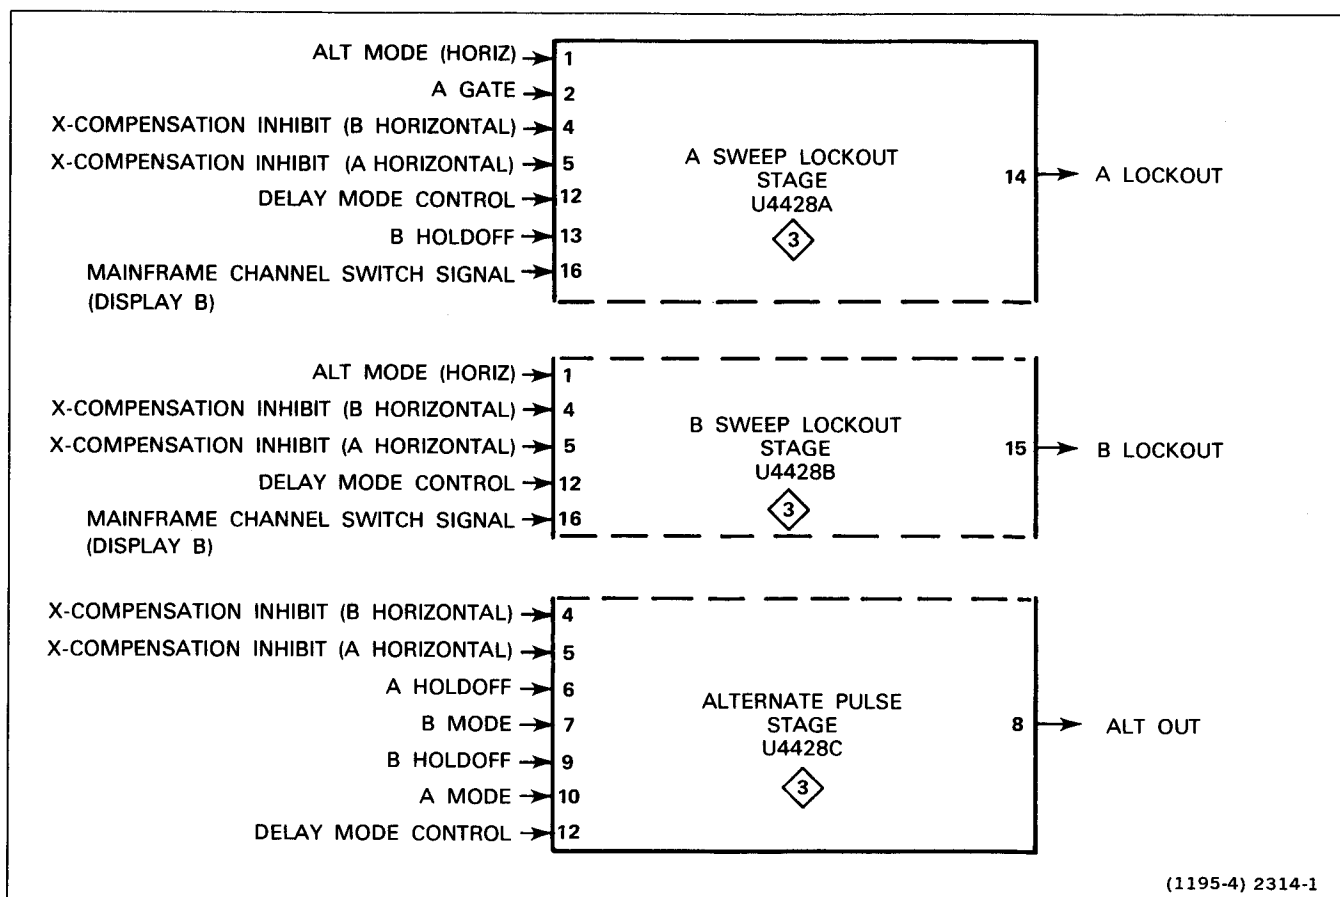 ALT MODE (HORIZ) 1
A GATE 2
X-COMPENSATION INHIBIT (B HORIZONTAL) 4
X-COMPENSATION INHIBIT (A HORIZONTAL) 5
DELAY MODE CONTROL 12
B HOLDOFF 13
MAINFRAME CHANNEL SWITCH SIGNAL 16
(DISPLAY B)
A SWEEP LOCKOUT
STAGE
U4428A
3
14 A LOCKOUT
ALT MODE (HORIZ) 1
X-COMPENSATION INHIBIT (B HORIZONTAL) 4
X-COMPENSATION INHIBIT (A HORIZONTAL) 5
DELAY MODE CONTROL 12
MAINFRAME CHANNEL SWITCH SIGNAL 16
(DISPLAY B)
B SWEEP LOCKOUT
STAGE
U4428B
3
15 B LOCKOUT
X-COMPENSATION INHIBIT (B HORIZONTAL) 4
X-COMPENSATION INHIBIT (A HORIZONTAL) 5
A HOLDOFF 6
B MODE 7
B HOLDOFF 9
A MODE 10
DELAY MODE CONTROL 12
ALTERNATE PULSE
STAGE
U4428C
3
8 ALT OUT
(1195-4) 2314-1